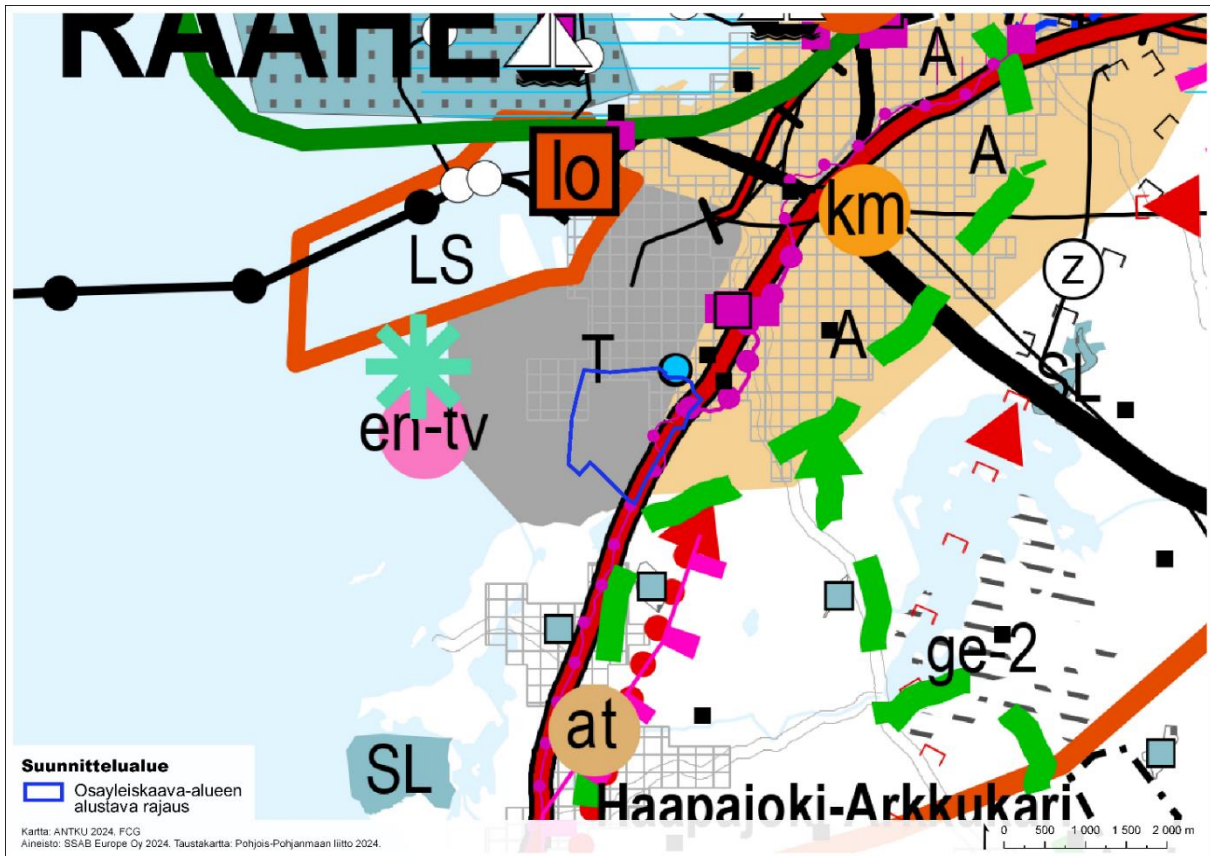 RAAHE
A
A
lo
km
LS
z
T
A
SL
en-tv
ge-2
at
SL
Haapajoki-Arkkukari
Suunnittelualue
Osayleiskaava-alueen
alustava rajaus
Kartta: ANTKU 2024, FCG
Aineisto: SSAB Europe Oy 2024. Taustakartta: Pohjois-Pohjanmaan liitto 2024.
0 500 1 000 1 500 2 000 m